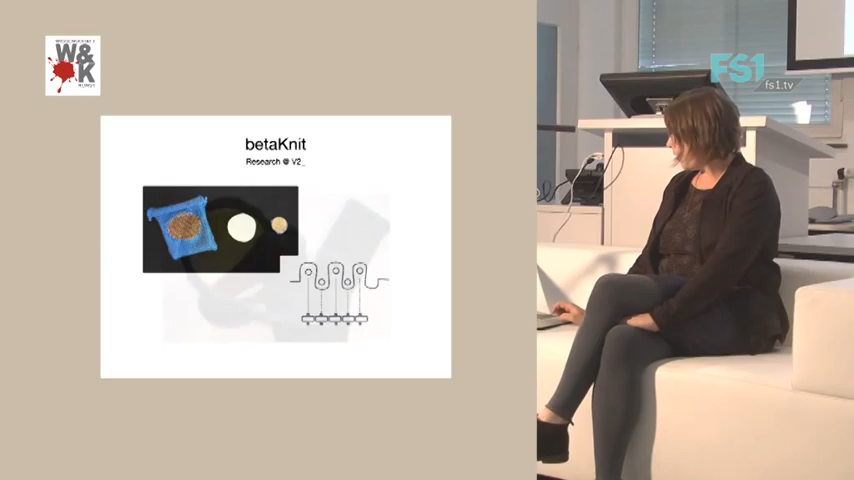 W&K
betaKnit
Research @ V2_
FS1
fs1.tv